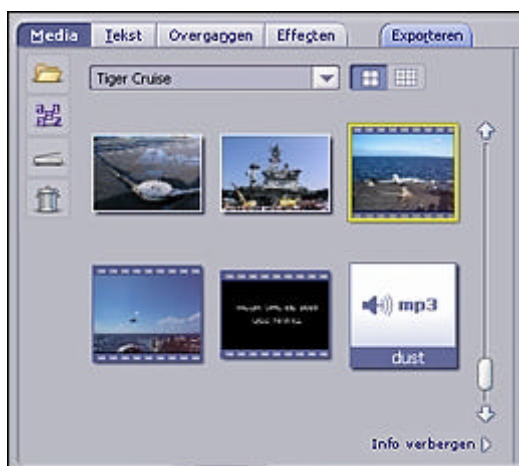 Media Tekst Overgangen Effecten Exporteren
Tiger Cruise
mp3
dust
Info verbergen